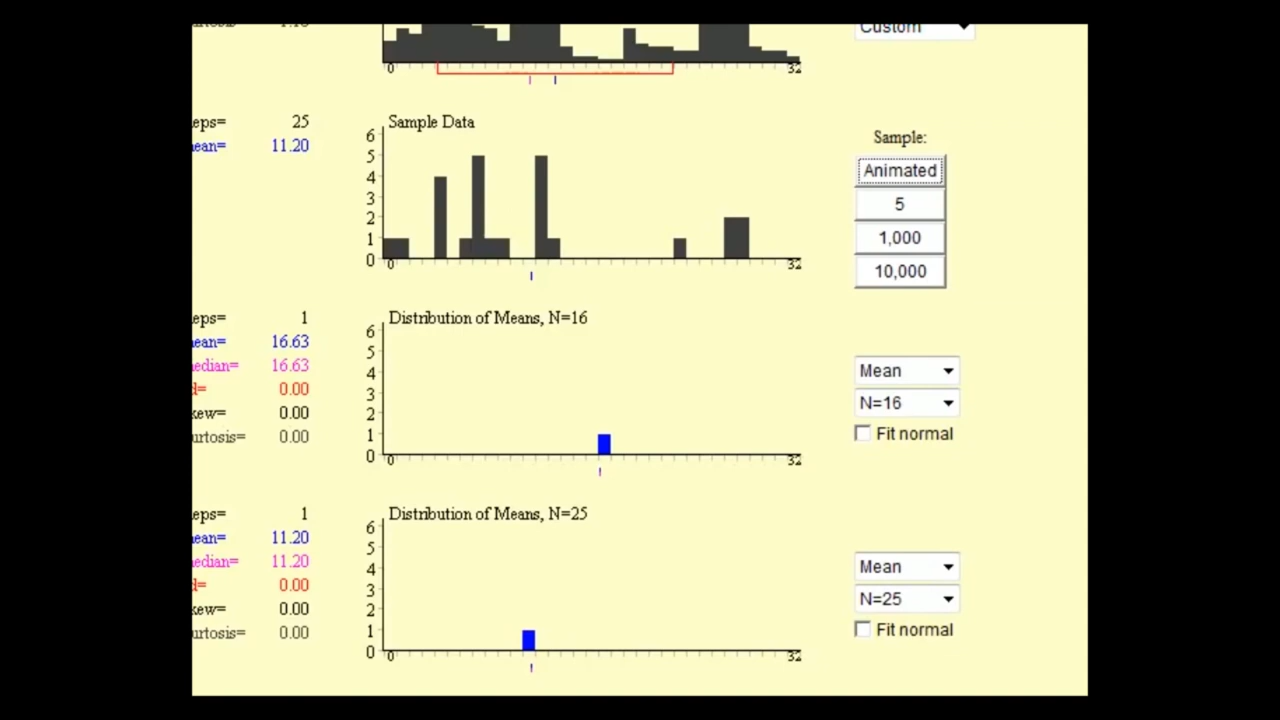 Custom
0 32
eps= 25
ean= 11.20
Sample Data
6
5
4
3
2
1
0
0 32
Sample:
Animated
5
1,000
10,000
eps= 1
ean= 16.63
edian= 16.63
d= 0.00
kew= 0.00
urtosis= 0.00
Distribution of Means, N=16
6
5
4
3
2
1
0
0 32
Mean
N=16
Fit normal
eps= 1
ean= 11.20
edian= 11.20
d= 0.00
kew= 0.00
urtosis= 0.00
Distribution of Means, N=25
6
5
4
3
2
1
0
0 32
Mean
N=25
Fit normal